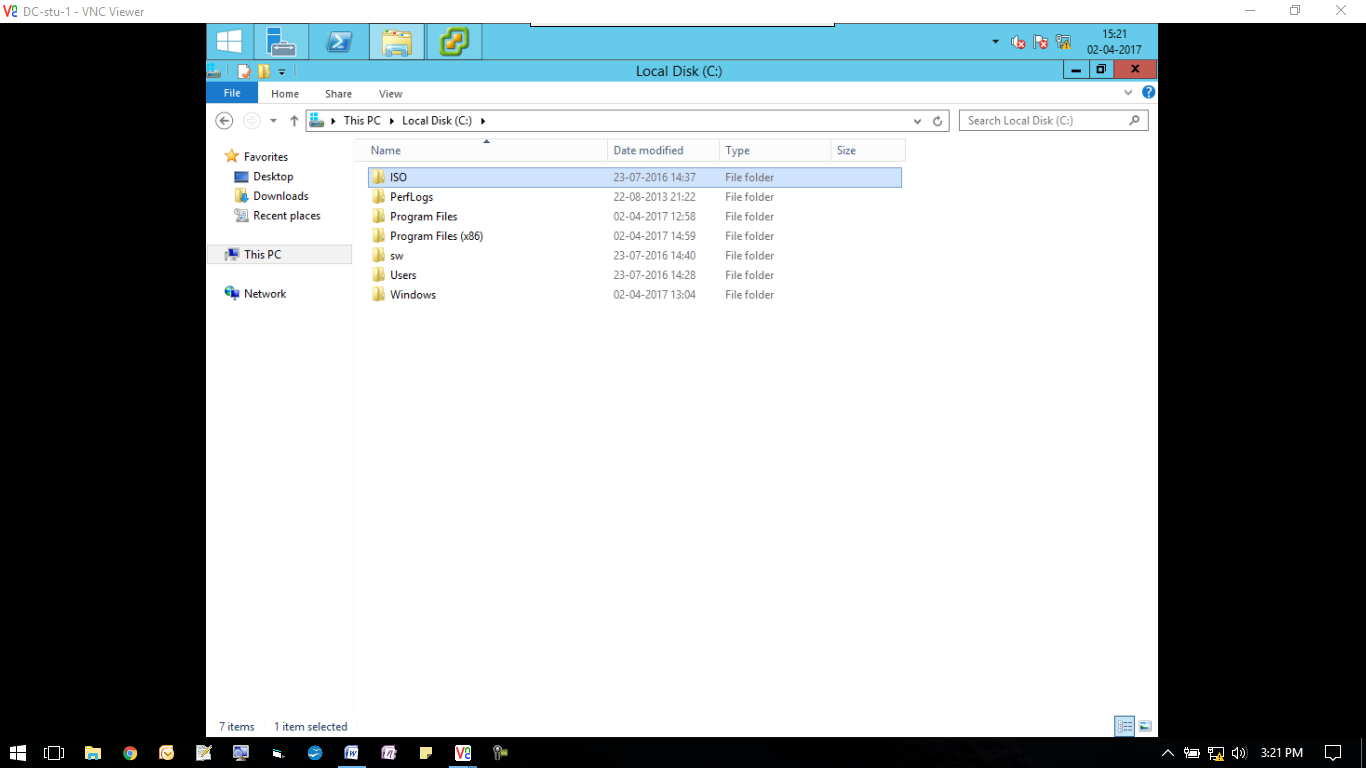 DC-stu-1 - VNC Viewer
15:21
02-04-2017
Local Disk (C:)
File Home Share View
This PC Local Disk (C:) Search Local Disk (C:)
Name Date modified Type Size
Favorites
Desktop
Downloads
Recent places
This PC
Network
ISO 23-07-2016 14:37 File folder
PerfLogs 22-08-2013 21:22 File folder
Program Files 02-04-2017 12:58 File folder
Program Files (x86) 02-04-2017 14:59 File folder
sw 23-07-2016 14:40 File folder
Users 23-07-2016 14:28 File folder
Windows 02-04-2017 13:04 File folder
7 items 1 item selected
3:21 PM